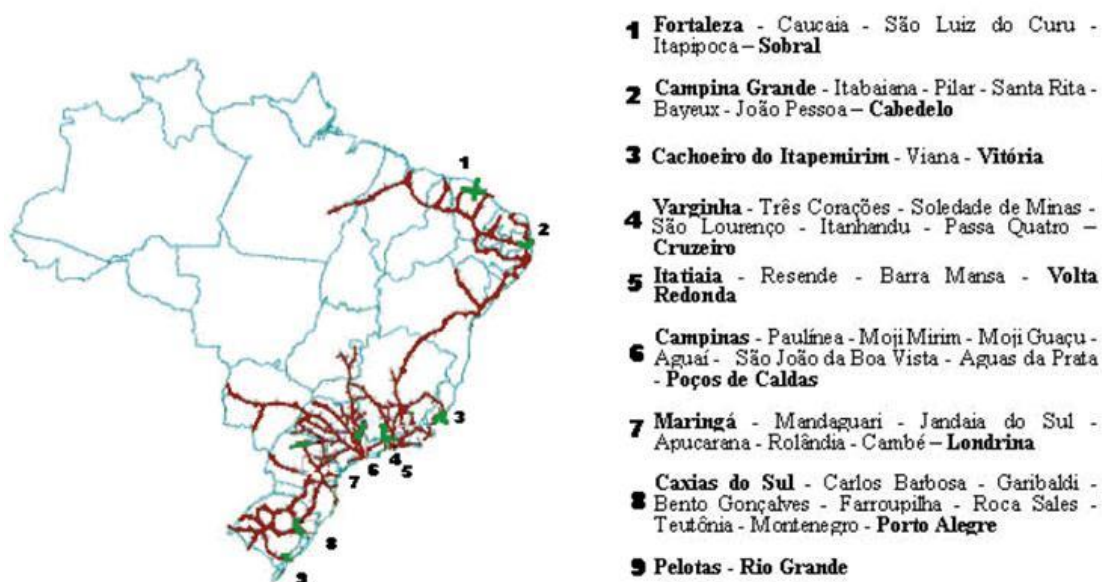 1 Fortaleza - Caucaia - São Luiz do Curu -
Itapipoca – Sobral
2 Campina Grande - Itabaiana - Pilar - Santa Rita -
Bayeux - João Pessoa – Cabedelo
3 Cachoeiro do Itapemirim - Viana - Vitória
4 Varginha - Três Corações - Soledade de Minas -
São Lourenço - Itanhandu - Passa Quatro –
Cruzeiro
5 Itatiaia - Resende - Barra Mansa - Volta
Redonda
6 Campinas - Paulínea - Moji Mirim - Moji Guaçu -
Aguaí - São João da Boa Vista - Aguas da Prata
- Poços de Caldas
7 Maringá - Mandaguari - Jandaia do Sul -
Apucarana - Rolândia - Cambé – Londrina
8 Caxias do Sul - Carlos Barbosa - Garibaldi -
Bento Gonçalves - Farroupilha - Roca Sales -
Teutônia - Montenegro - Porto Alegre
9 Pelotas - Rio Grande
1
2
3
4
5
6
7
8